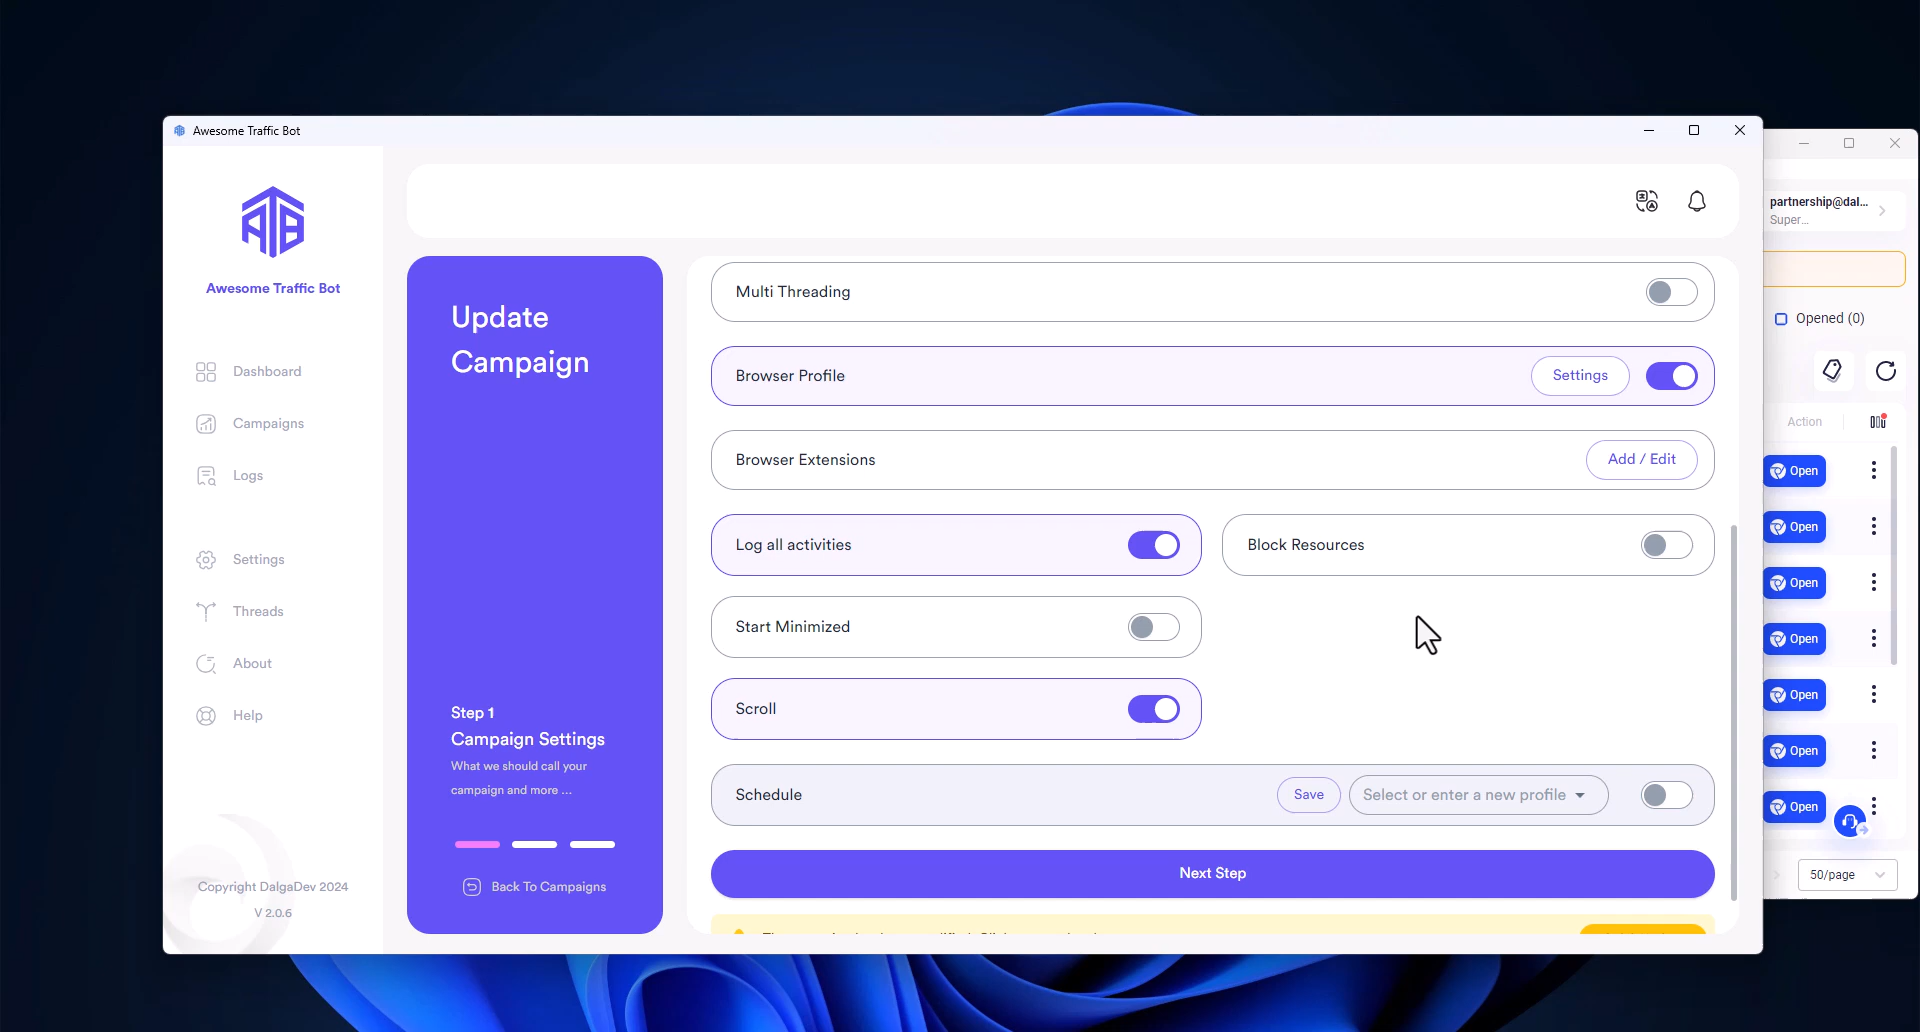 Awesome Traffic Bot
Awesome Traffic Bot
Dashboard
Campaigns
Logs
Settings
Threads
About
Help
Copyright DalgaDev 2024
V 2.0.6
Update
Campaign
Step 1
Campaign Settings
What we should call your
campaign and more ...
Back To Campaigns
Multi Threading
Browser Profile
Settings
Browser Extensions
Add / Edit
Log all activities
Block Resources
Start Minimized
Scroll
Schedule
Save
Select or enter a new profile
Next Step
partnership@dal...
Super...
Opened (0)
Action
Open
Open
Open
Open
Open
Open
Open
50/page